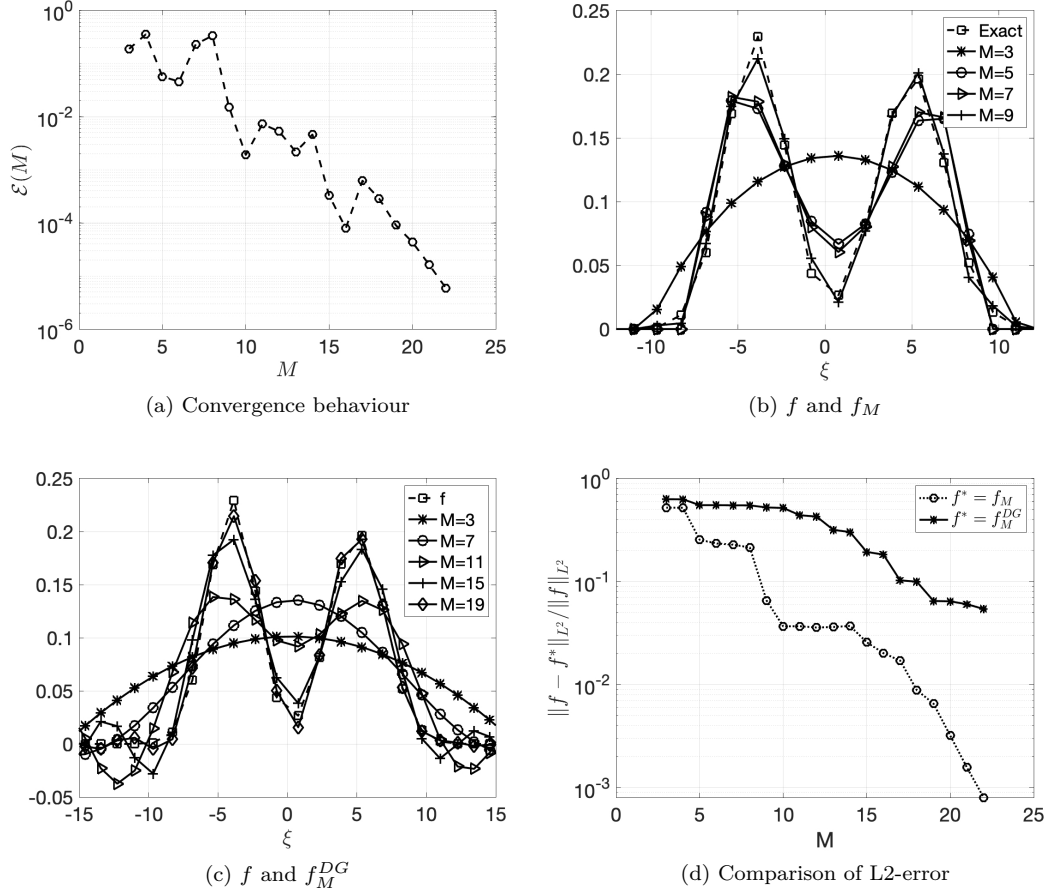 10^0
10^-2
10^-4
10^-6
ℰ(M)
0 5 10 15 20 25
M
(a) Convergence behaviour
0.25
0.2
0.15
0.1
0.05
0
-10 -5 0 5 10
ξ
Exact
M=3
M=5
M=7
M=9
(b) f and f_M
0.25
0.2
0.15
0.1
0.05
0
-0.05
-15 -10 -5 0 5 10 15
ξ
f
M=3
M=7
M=11
M=15
M=19
(c) f and f_M^{DG}
10^0
10^-1
10^-2
10^-3
||f − f*||_{L^2}/||f||_{L^2}
0 5 10 15 20 25
M
f* = f_M
f* = f_M^{DG}
(d) Comparison of L2-error